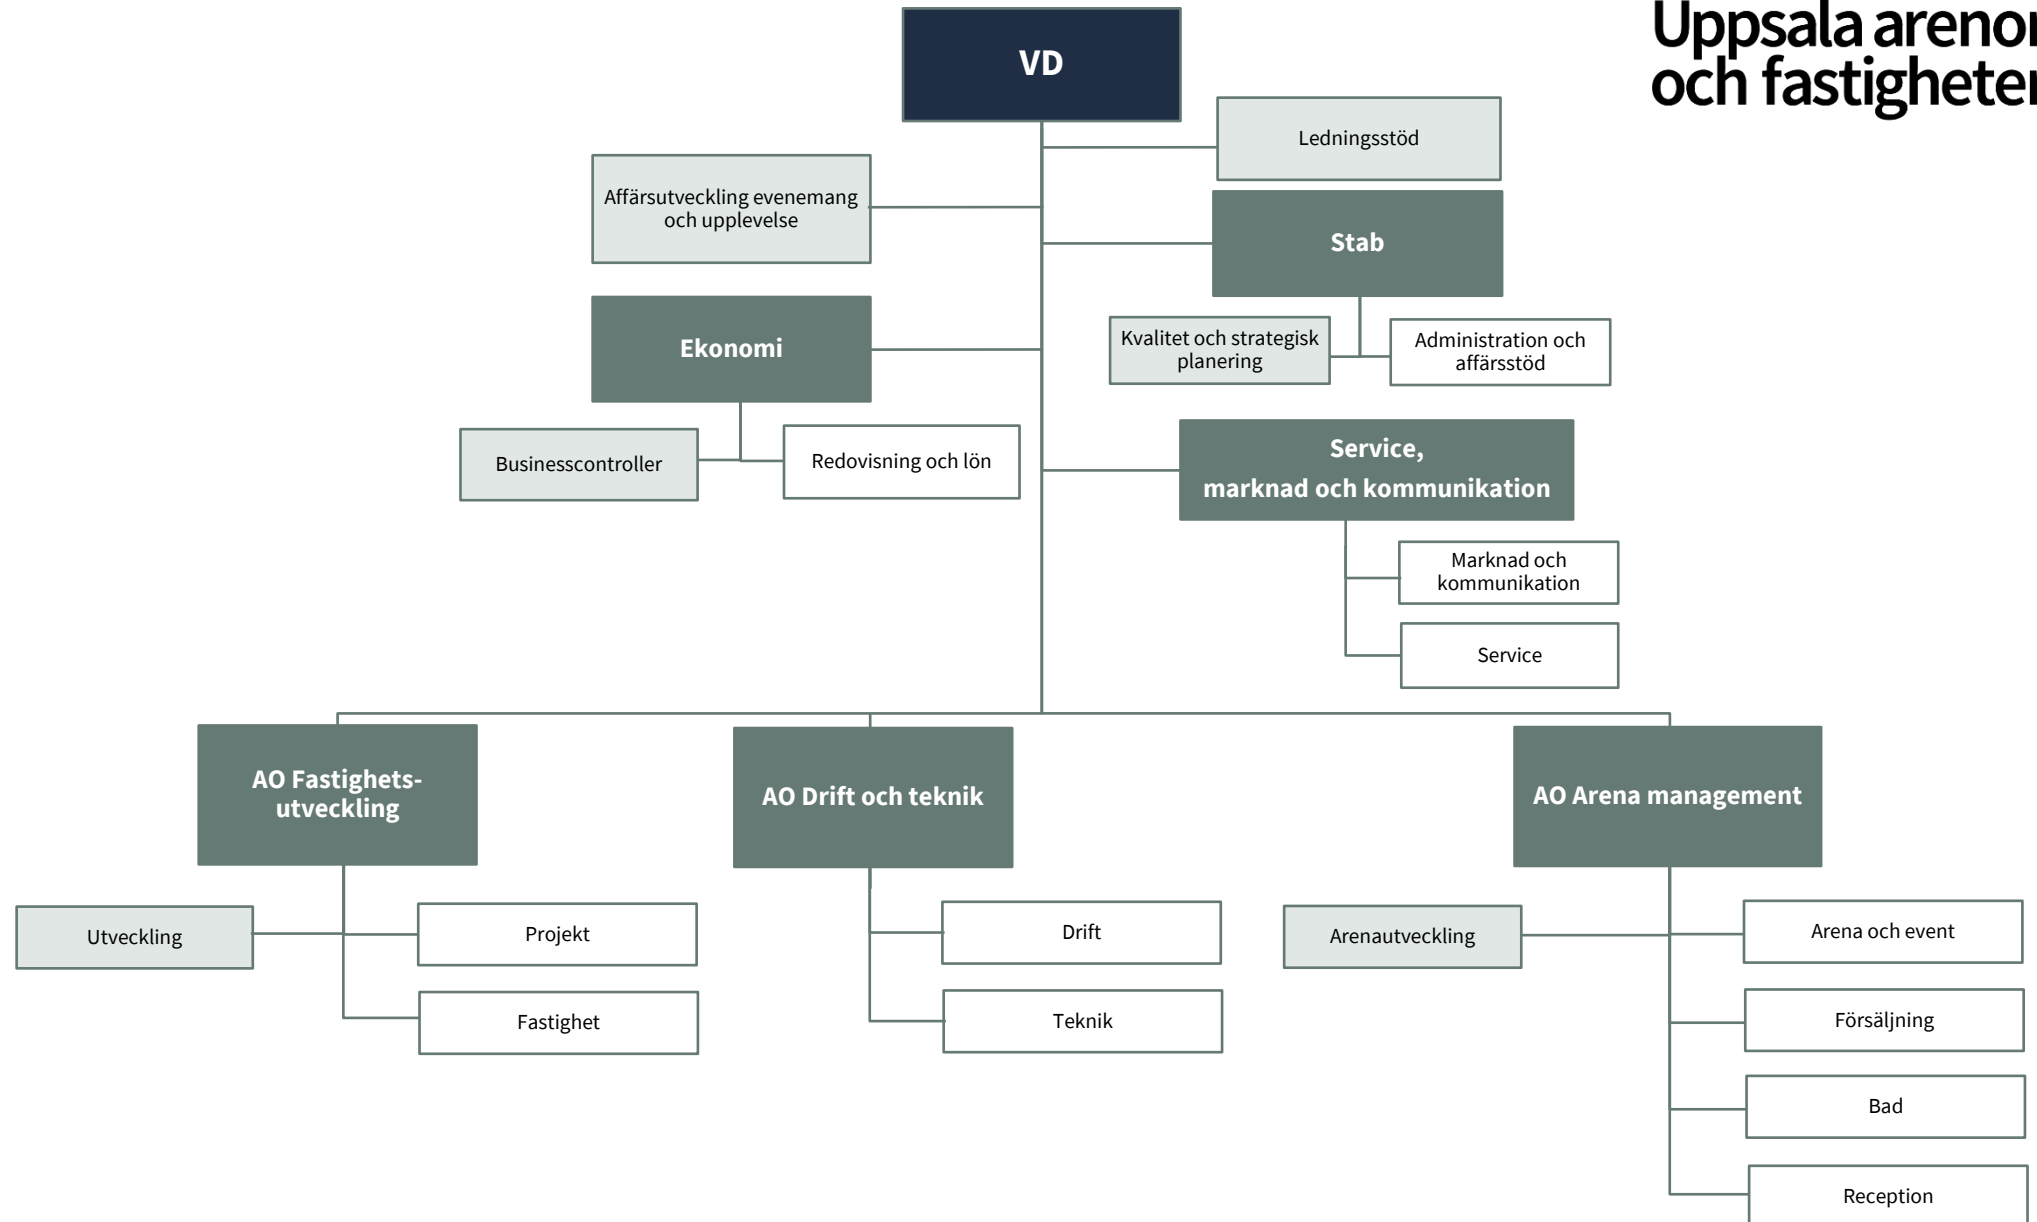 Uppsala arenor
och fastigheter
VD
Ledningsstöd
Affärsutveckling evenemang
och upplevelse
Stab
Kvalitet och strategisk
planering
Administration och
affärsstöd
Ekonomi
Businesscontroller
Redovisning och lön
Service,
marknad och kommunikation
Marknad och
kommunikation
Service
AO Fastighets-
utveckling
AO Drift och teknik
AO Arena management
Utveckling
Projekt
Fastighet
Drift
Teknik
Arenautveckling
Arena och event
Försäljning
Bad
Reception